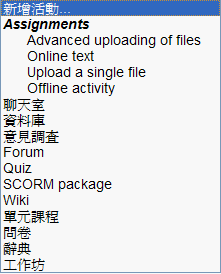 新增活動...
Assignments
Advanced uploading of files
Online text
Upload a single file
Offline activity
聊天室
資料庫
意見調查
Forum
Quiz
SCORM package
Wiki
單元課程
問卷
辭典
工作坊